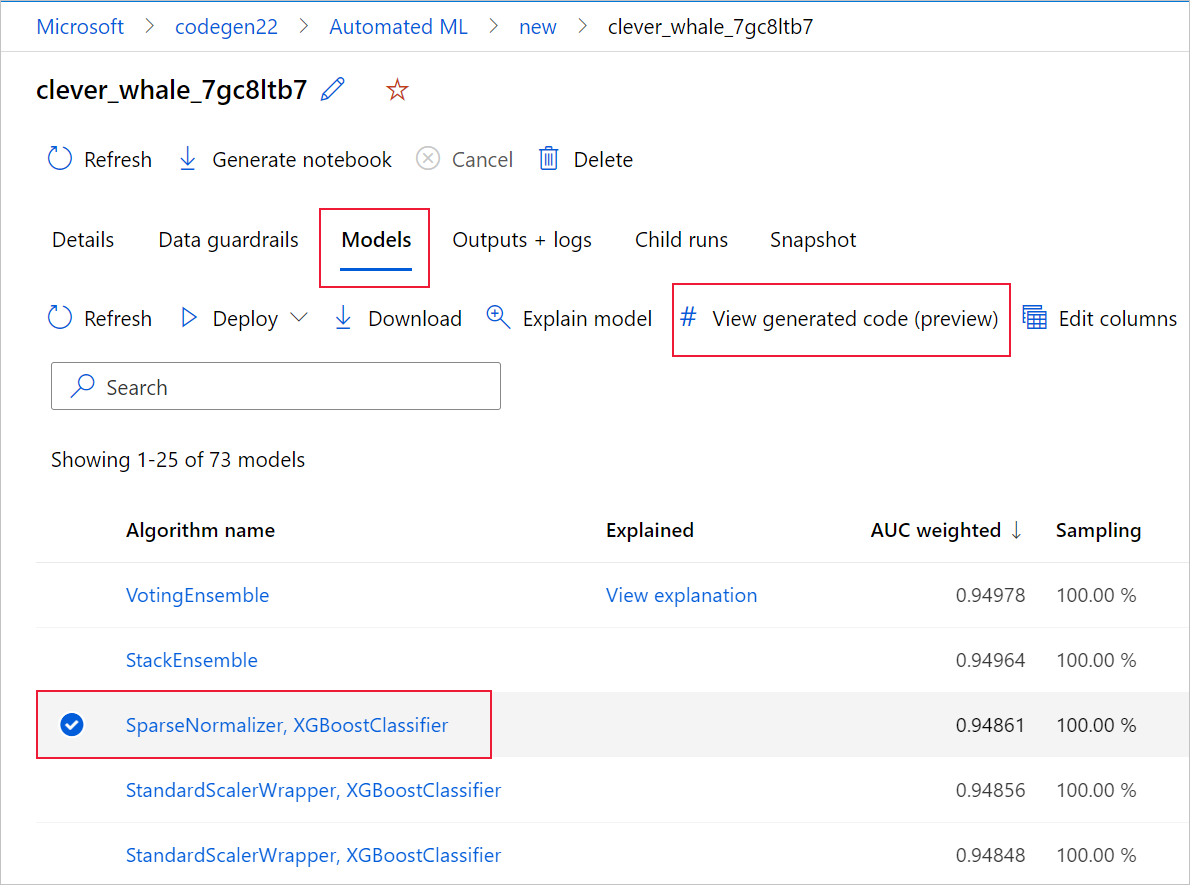 Microsoft > codegen22 > Automated ML > new > clever_whale_7gc8ltb7
clever_whale_7gc8ltb7
Refresh Generate notebook Cancel Delete
Details Data guardrails Models Outputs + logs Child runs Snapshot
Refresh Deploy Download Explain model # View generated code (preview) Edit columns
Search
Showing 1-25 of 73 models
Algorithm name Explained AUC weighted ↓ Sampling
VotingEnsemble View explanation 0.94978 100.00 %
StackEnsemble 0.94964 100.00 %
SparseNormalizer, XGBoostClassifier 0.94861 100.00 %
StandardScalerWrapper, XGBoostClassifier 0.94856 100.00 %
StandardScalerWrapper, XGBoostClassifier 0.94848 100.00 %